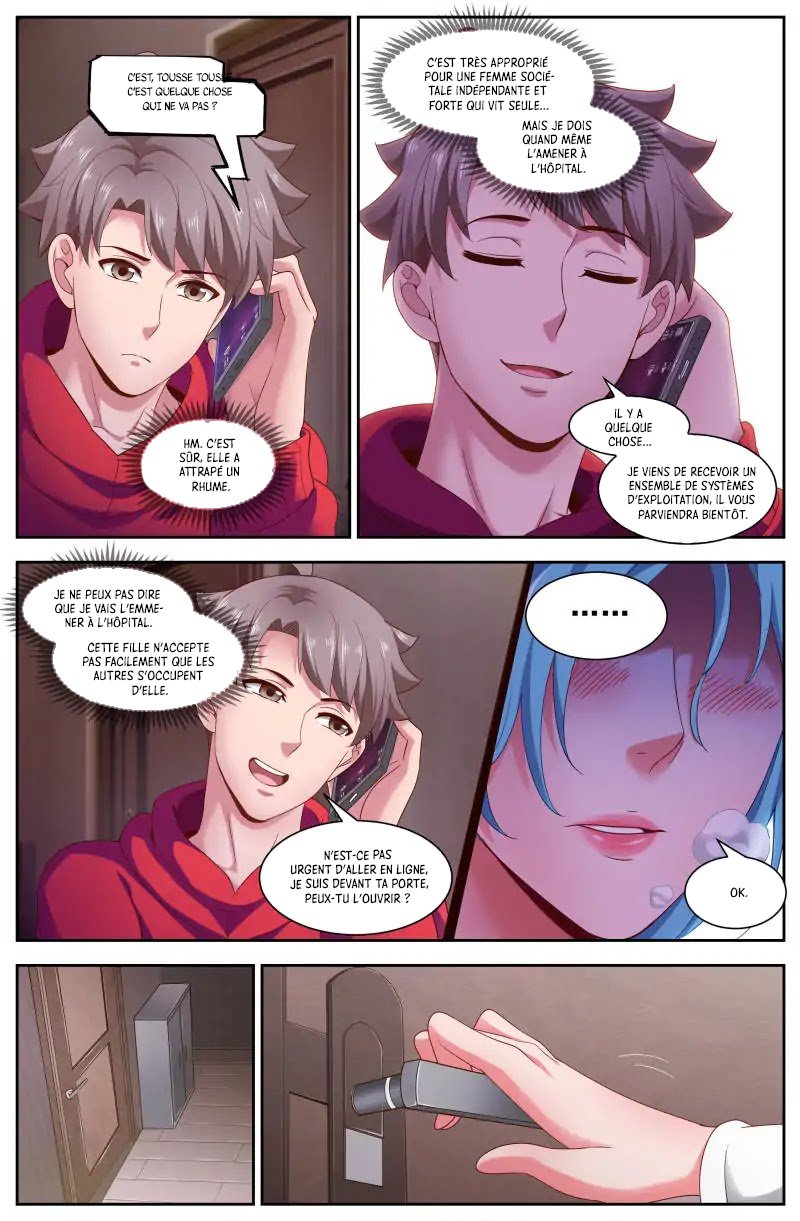 C'EST, TOUSSE TOUSSE
C'EST QUELQUE CHOSE
QUI NE VA PAS ?
HM. C'EST
SÛR, ELLE A
ATTRAPÉ UN
RHUME.
C'EST TRÈS APPROPRIÉ
POUR UNE FEMME SOCIÉ-
TALE INDÉPENDANTE ET
FORTE QUI VIT SEULE...
MAIS JE DOIS
QUAND MÊME
L'AMENER À
L'HÔPITAL.
IL Y A
QUELQUE
CHOSE...
JE VIENS DE RECEVOIR UN
ENSEMBLE DE SYSTÈMES
D'EXPLOITATION, IL VOUS
PARVIENDRA BIENTÔT.
JE NE PEUX PAS DIRE
QUE JE VAIS L'EMME-
NER À L'HÔPITAL.
CETTE FILLE N'ACCEPTE
PAS FACILEMENT QUE LES
AUTRES S'OCCUPENT
D'ELLE.
N'EST-CE PAS
URGENT D'ALLER EN LIGNE,
JE SUIS DEVANT TA PORTE,
PEUX-TU L'OUVRIR ?
......
OK.